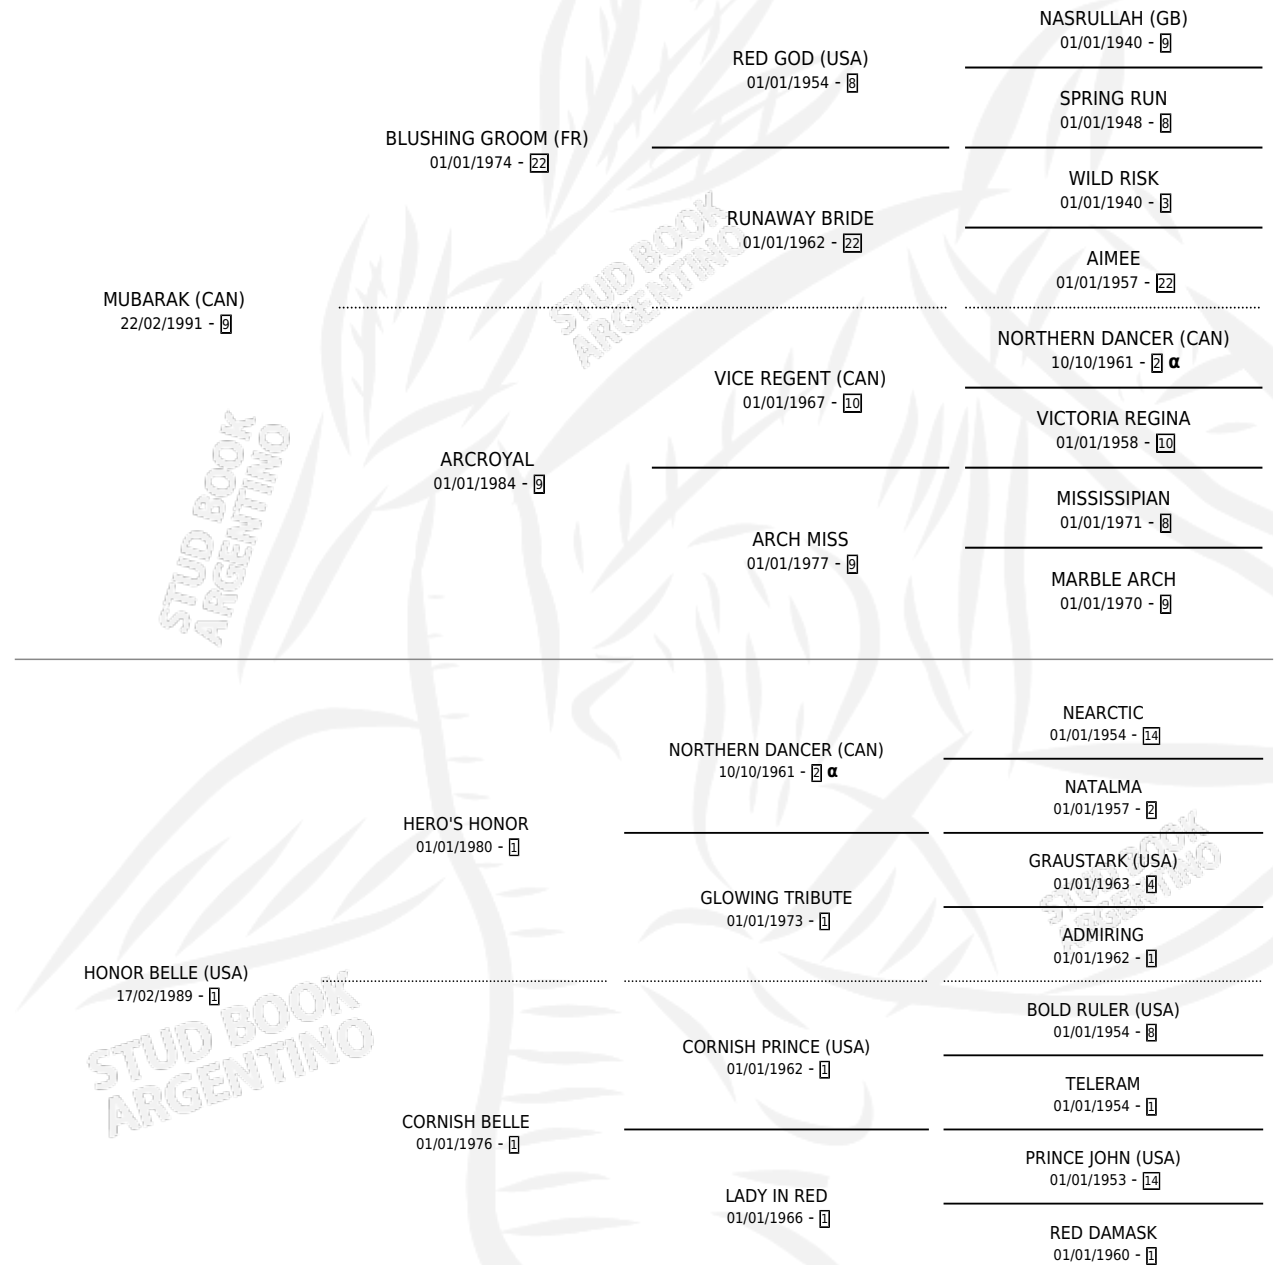 NASRULLAH (GB)
01/01/1940 - 9
RED GOD (USA)
01/01/1954 - 8
SPRING RUN
01/01/1948 - 8
BLUSHING GROOM (FR)
01/01/1974 - 22
WILD RISK
01/01/1940 - 3
RUNAWAY BRIDE
01/01/1962 - 22
AIMEE
01/01/1957 - 22
MUBARAK (CAN)
22/02/1991 - 9
NORTHERN DANCER (CAN)
10/10/1961 - 2 α
VICE REGENT (CAN)
01/01/1967 - 10
VICTORIA REGINA
01/01/1958 - 10
ARCROYAL
01/01/1984 - 9
MISSISSIPIAN
01/01/1971 - 8
ARCH MISS
01/01/1977 - 9
MARBLE ARCH
01/01/1970 - 9
NEARCTIC
01/01/1954 - 14
NORTHERN DANCER (CAN)
10/10/1961 - 2 α
NATALMA
01/01/1957 - 2
HERO'S HONOR
01/01/1980 - 1
GRAUSTARK (USA)
01/01/1963 - 4
GLOWING TRIBUTE
01/01/1973 - 1
ADMIRING
01/01/1962 - 1
HONOR BELLE (USA)
17/02/1989 - 1
BOLD RULER (USA)
01/01/1954 - 8
CORNISH PRINCE (USA)
01/01/1962 - 1
TELERAM
01/01/1954 - 1
CORNISH BELLE
01/01/1976 - 1
PRINCE JOHN (USA)
01/01/1953 - 14
LADY IN RED
01/01/1966 - 1
RED DAMASK
01/01/1960 - 1
STUD BOOK
ARGENTINO
STUD BOOK
ARGENTINO
STUD BOOK
ARGENTINO
STUD BOOK
ARGENTINO